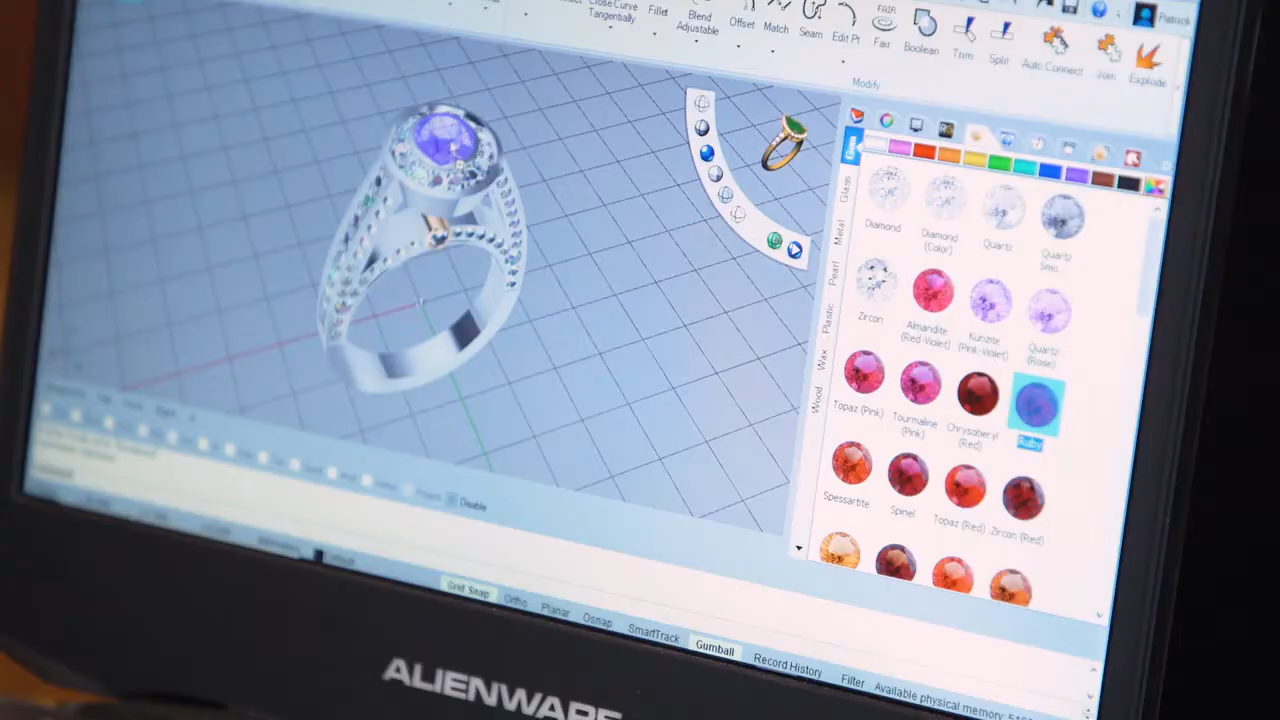 Close Curve
Tangentially
Fillet
Blend
Adjustable
Offset
Match
Seam
Edit Pt
FAIR
Fair
Boolean
Trim
Split
Auto Connect
Join
Explode
Patrick
Modify
Gems
Glass
Metal
Pearl
Plastic
Wax
Wood
Diamond
Diamond
(Color)
Quartz
Quartz
Smo...
Zircon
Almandite
(Red-Violet)
Kunzite
(Pink-Violet)
Quartz
(Rose)
Topaz (Pink)
Tourmaline
(Pink)
Chrysoberyl
(Red)
Ruby
Spessartite
Spinel
Topaz (Red)
Zircon (Red)
Disable
Grid Snap
Ortho
Planar
Osnap
SmartTrack
Gumball
Record History
Filter
Available physical memory:
ALIENWARE